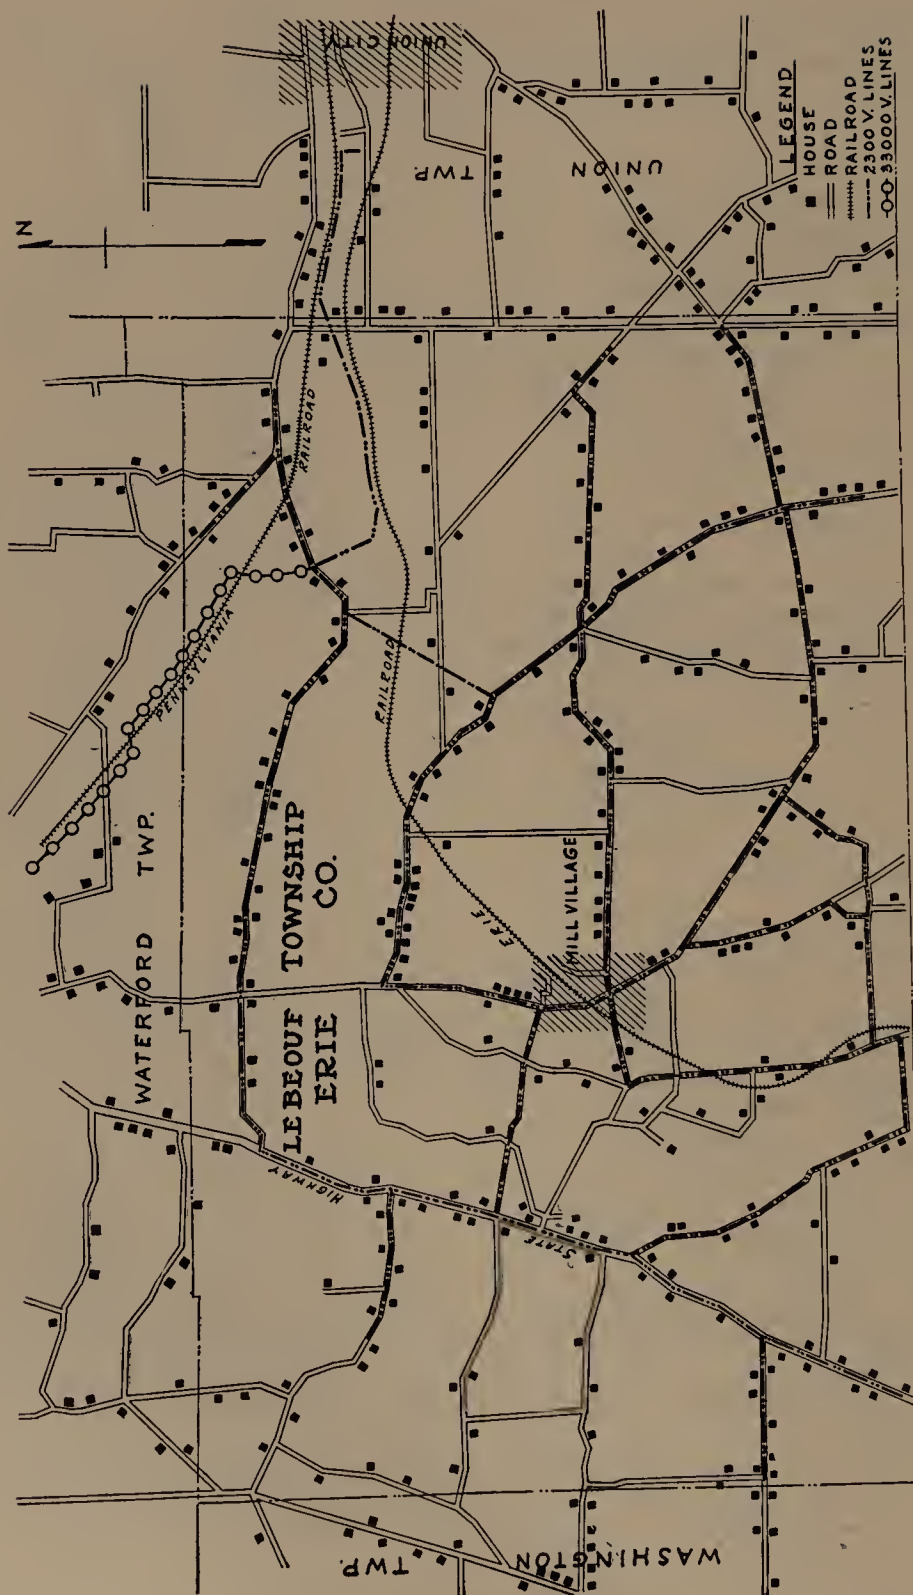 N
UNION CITY
WATERFORD TWP.
PENNSYLVANIA
RAILROAD
LE BEOUF TOWNSHIP
ERIE CO.
RAILROAD
ERIE
MILL VILLAGE
STATE HIGHWAY
UNION TWP.
WASHINGTON TWP.
LEGEND
HOUSE
ROAD
RAILROAD
2300 V. LINES
33000 V. LINES